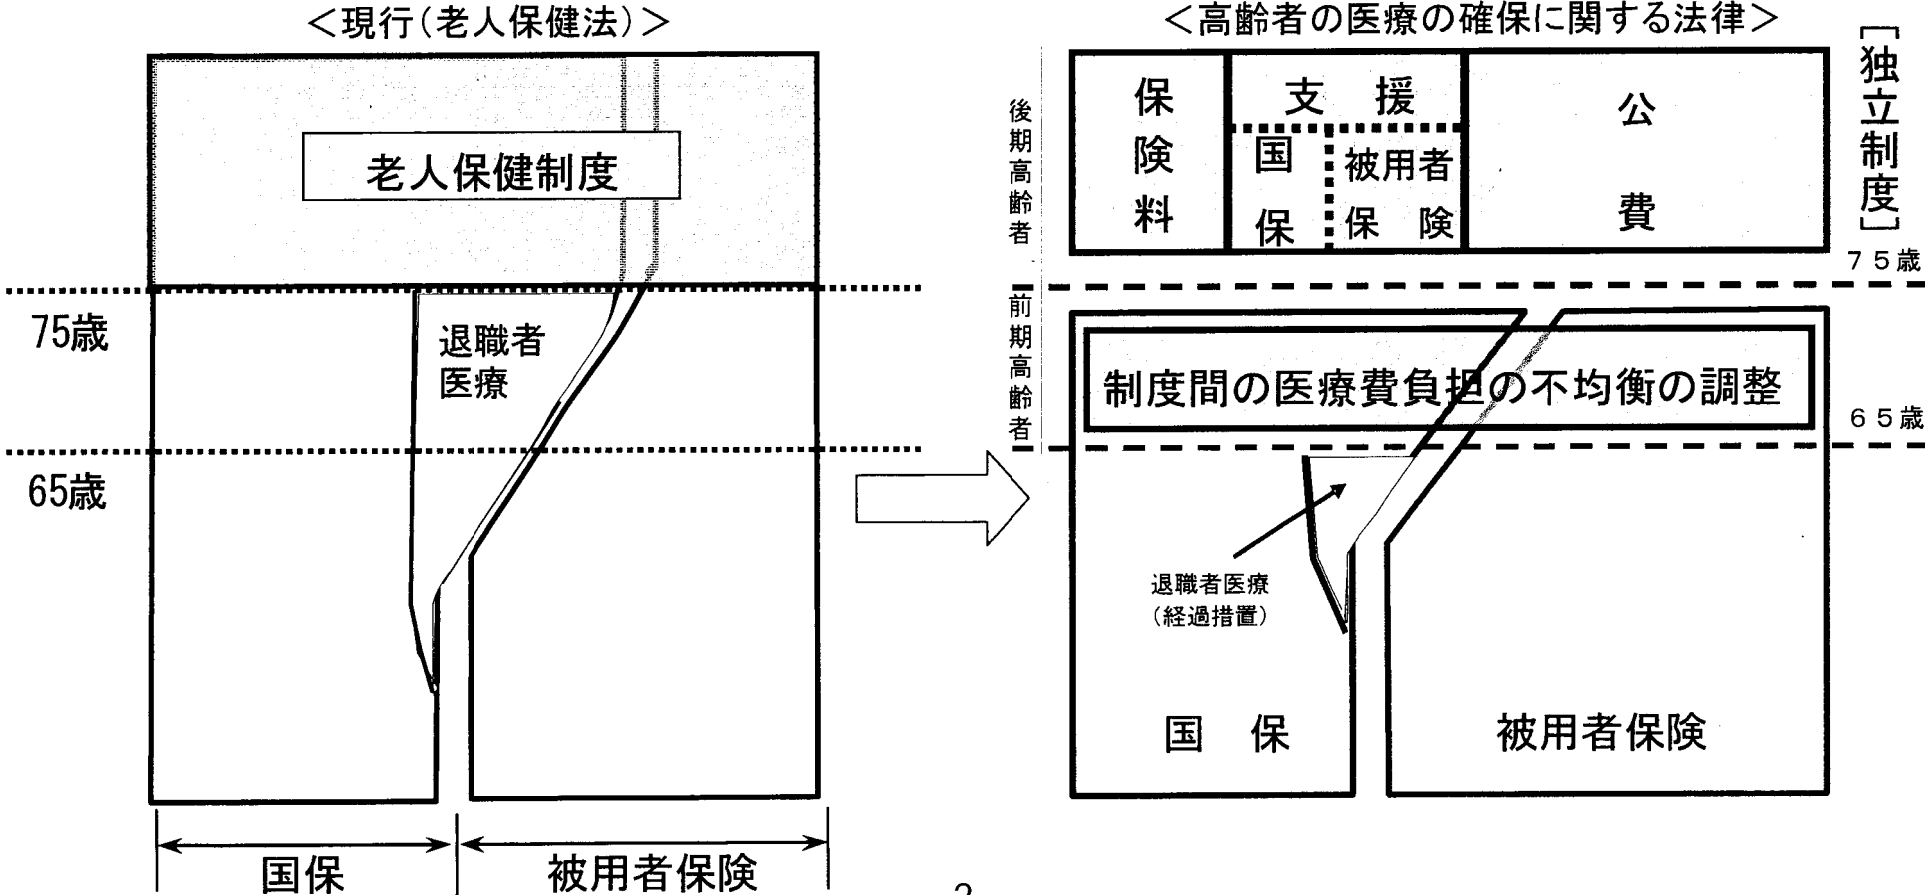 ＜現行(老人保健法)＞
老人保健制度
75歳
退職者
医療
65歳
国保
被用者保険
＜高齢者の医療の確保に関する法律＞
［独立制度］
後期高齢者
保険料
支　援
国保
被用者
保　険
公費
７５歳
前期高齢者
制度間の医療費負担の不均衡の調整
６５歳
退職者医療
（経過措置）
国　保
被用者保険